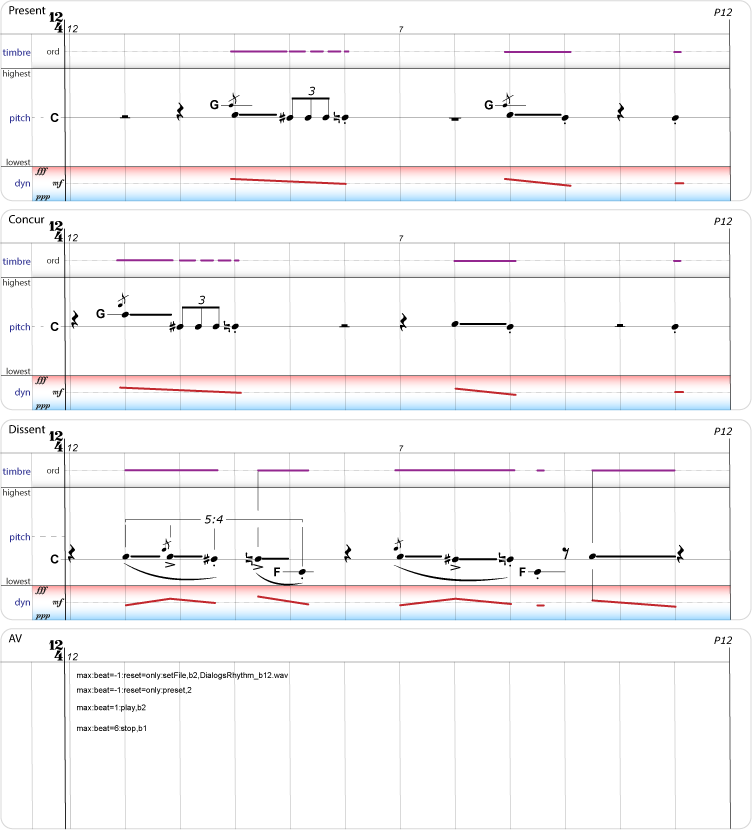 Present
12
4
12
7
P12
timbre ord
highest
G 3 G
pitch C
lowest
fff
dyn mf
ppp
Concur
12
4
12
7
P12
timbre ord
highest
G 3
pitch C
lowest
fff
dyn mf
ppp
Dissent
12
4
12
7
P12
timbre ord
highest
5:4
pitch
C
F F
lowest
fff
dyn mf
ppp
AV
12
4
12
P12
max:beat=-1:reset=only:setFile,b2,DialogsRhythm_b12.wav
max:beat=-1:reset=only:preset,2
max:beat=1:play,b2
max:beat=6:stop,b1